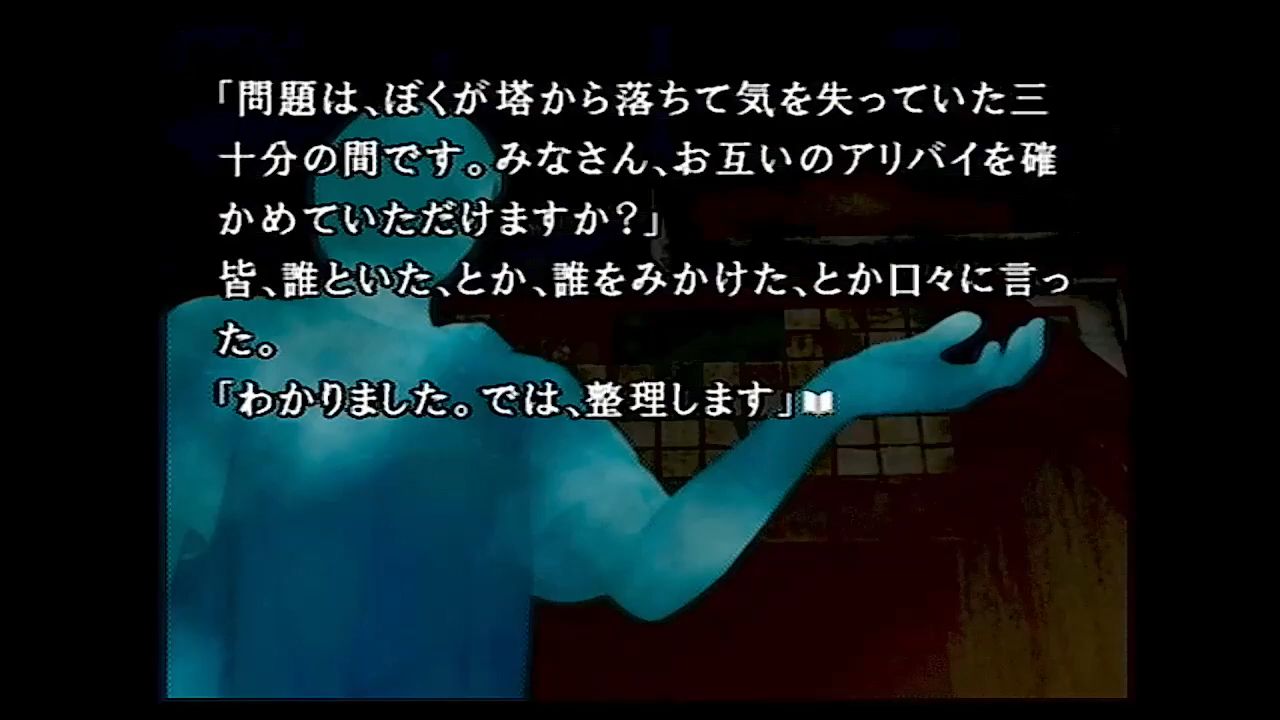 「問題は、ぼくが塔から落ちて気を失っていた三
十分の間です。みなさん、お互いのアリバイを確
かめていただけますか？」
皆、誰といた、とか、誰をみかけた、とか口々に言っ
た。
「わかりました。では、整理します」